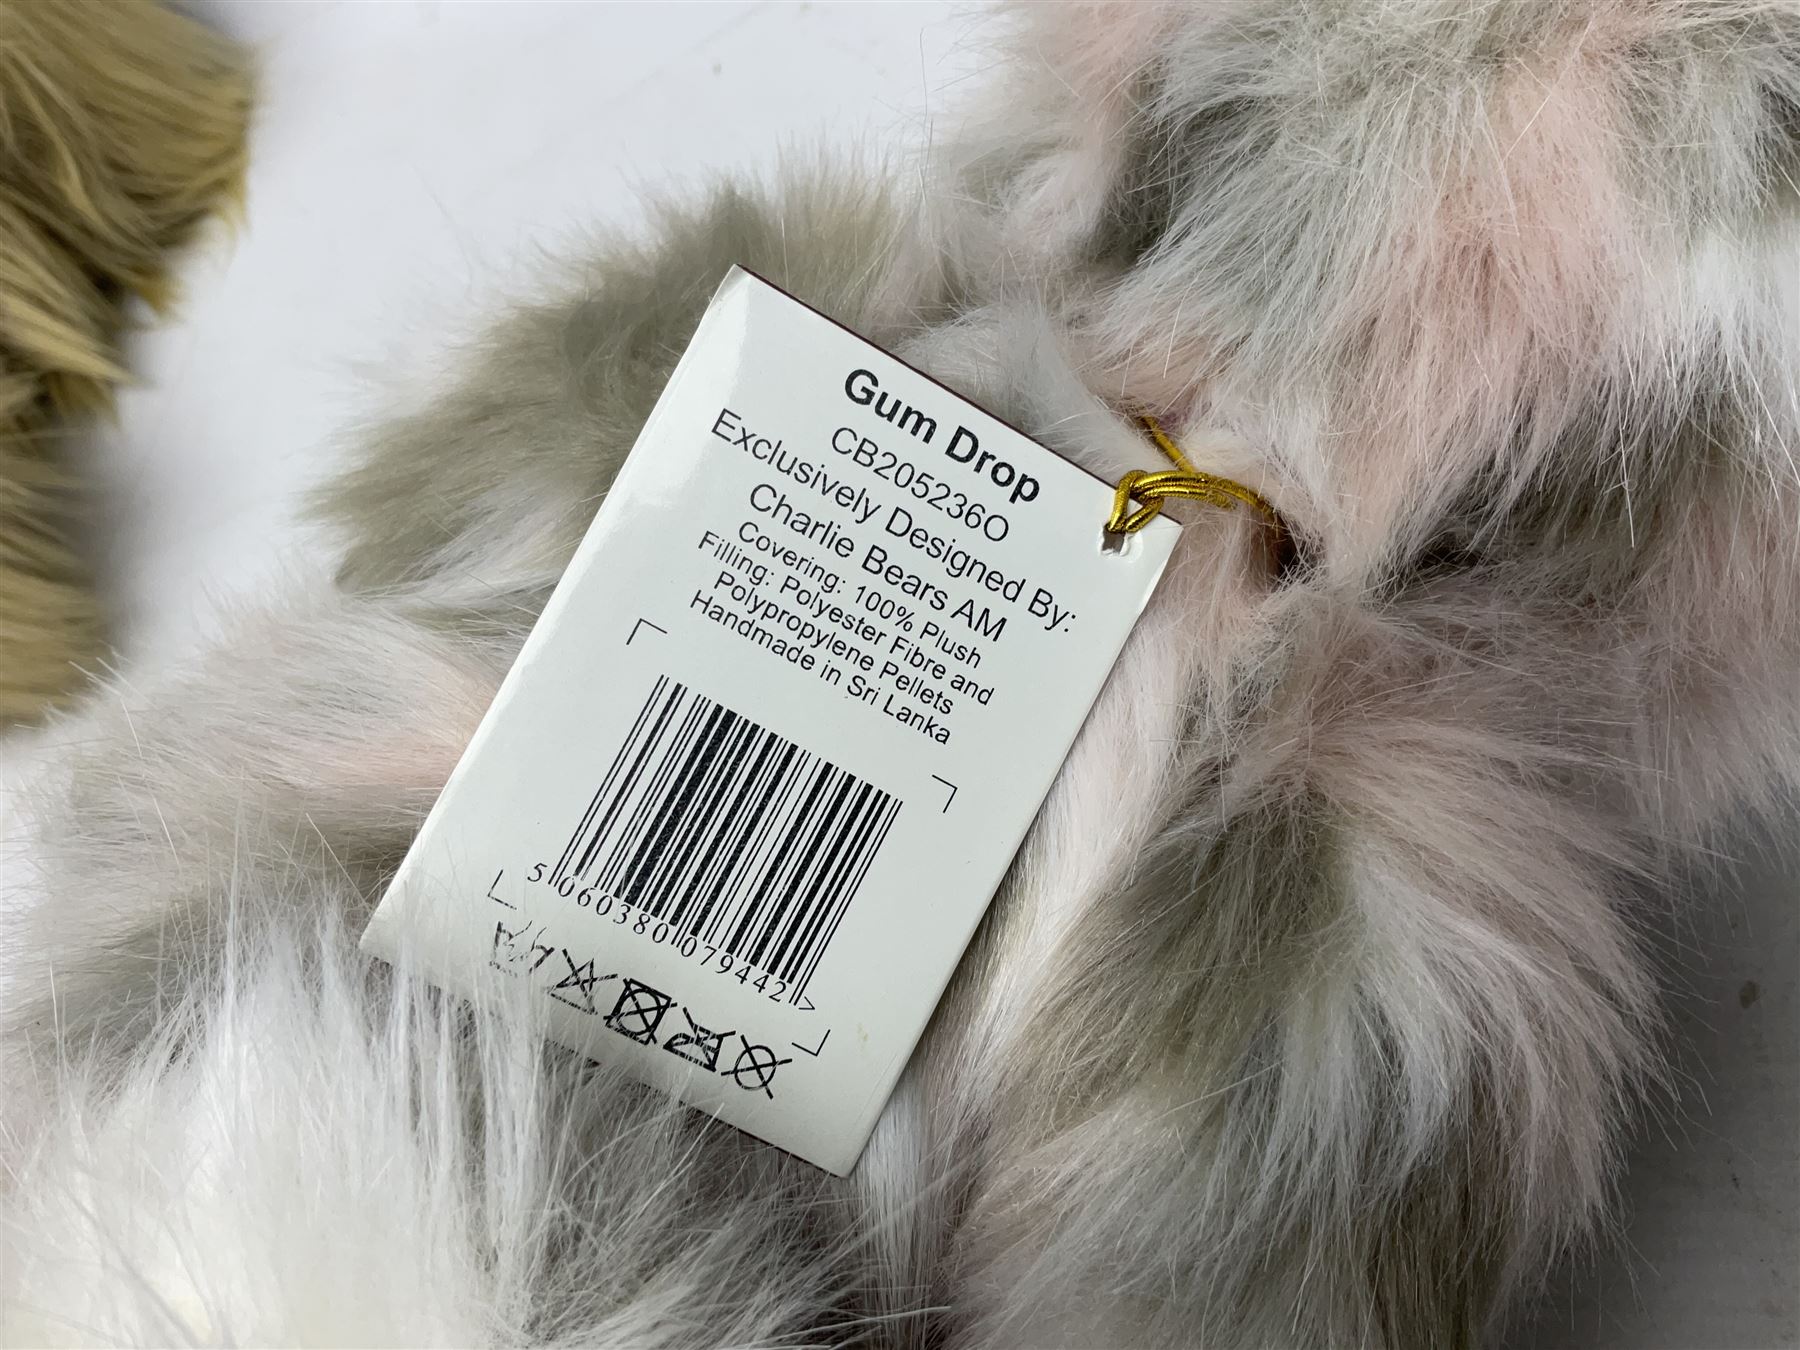 Gum Drop
CB205236O
Exclusively Designed By:
Charlie Bears AM
Covering: 100% Plush
Filling: Polyester Fibre and
Polypropylene Pellets
Handmade in Sri Lanka
5 060380 079442 >